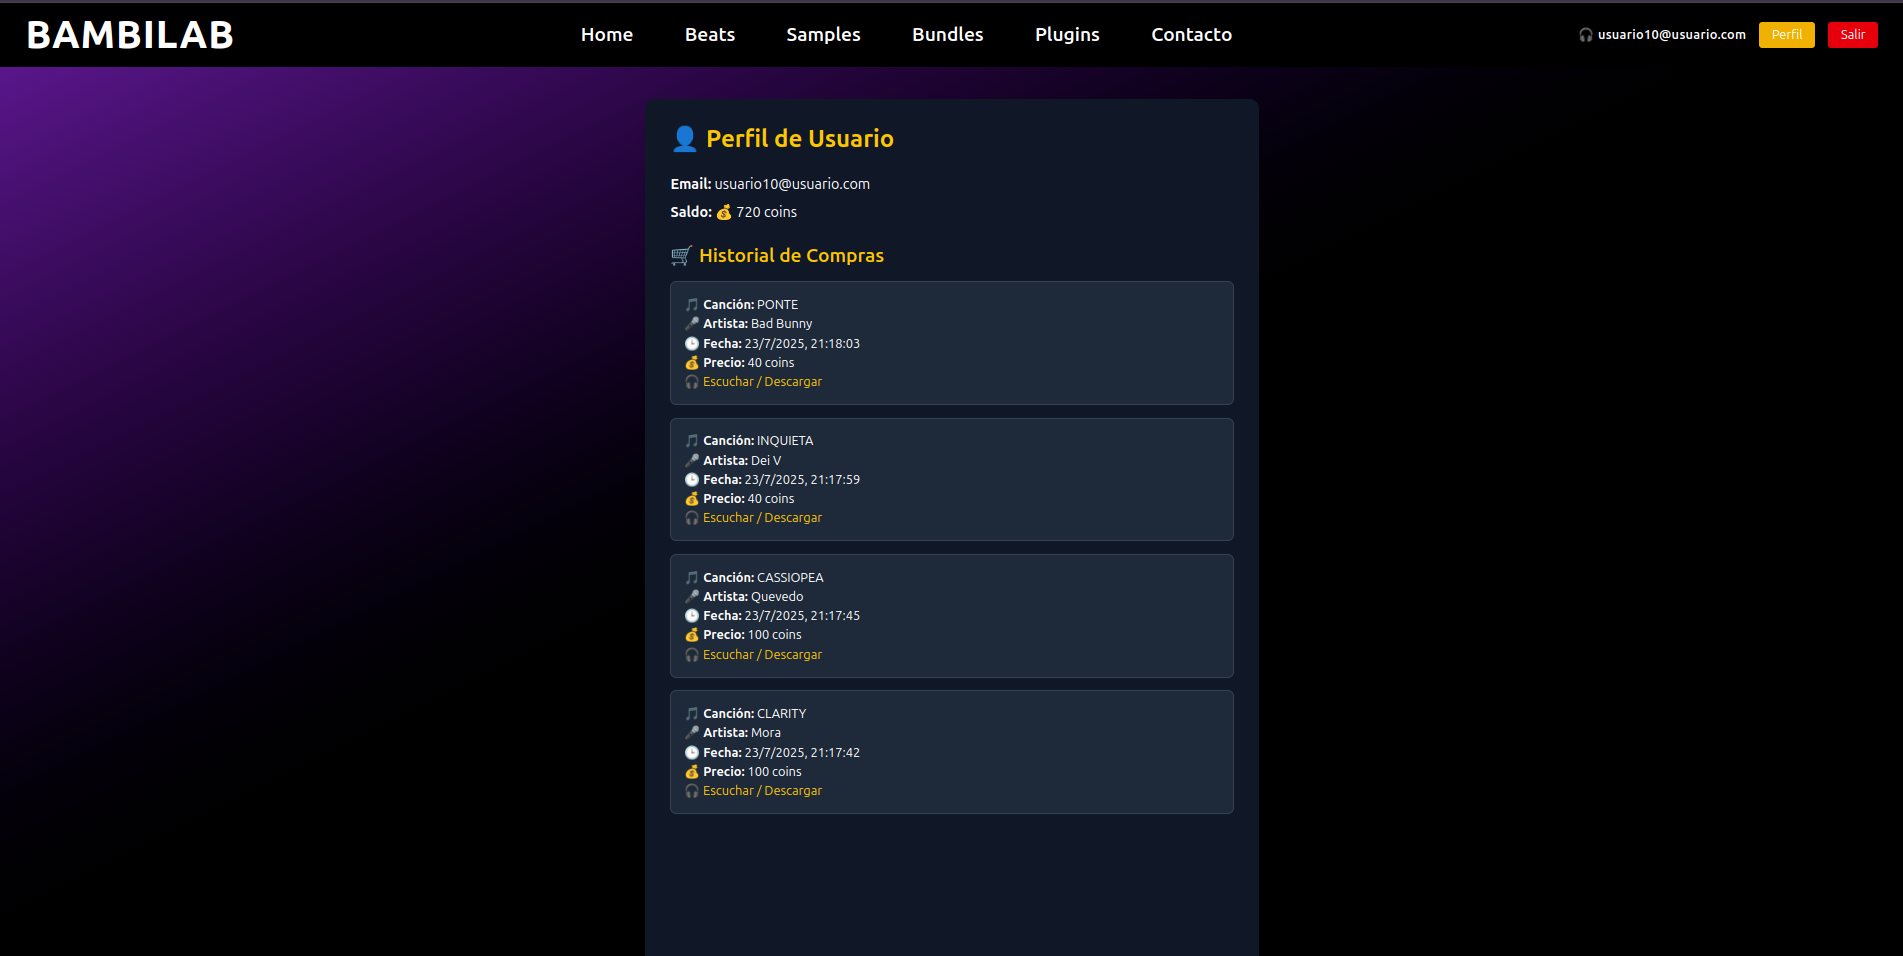 BAMBILAB
Home Beats Samples Bundles Plugins Contacto
🎧 usuario10@usuario.com Perfil Salir
👤 Perfil de Usuario
Email: usuario10@usuario.com
Saldo: 💰 720 coins
🛒 Historial de Compras
🎵 Canción: PONTE
🎤 Artista: Bad Bunny
🕒 Fecha: 23/7/2025, 21:18:03
💰 Precio: 40 coins
🎧 Escuchar / Descargar
🎵 Canción: INQUIETA
🎤 Artista: Dei V
🕒 Fecha: 23/7/2025, 21:17:59
💰 Precio: 40 coins
🎧 Escuchar / Descargar
🎵 Canción: CASSIOPEA
🎤 Artista: Quevedo
🕒 Fecha: 23/7/2025, 21:17:45
💰 Precio: 100 coins
🎧 Escuchar / Descargar
🎵 Canción: CLARITY
🎤 Artista: Mora
🕒 Fecha: 23/7/2025, 21:17:42
💰 Precio: 100 coins
🎧 Escuchar / Descargar